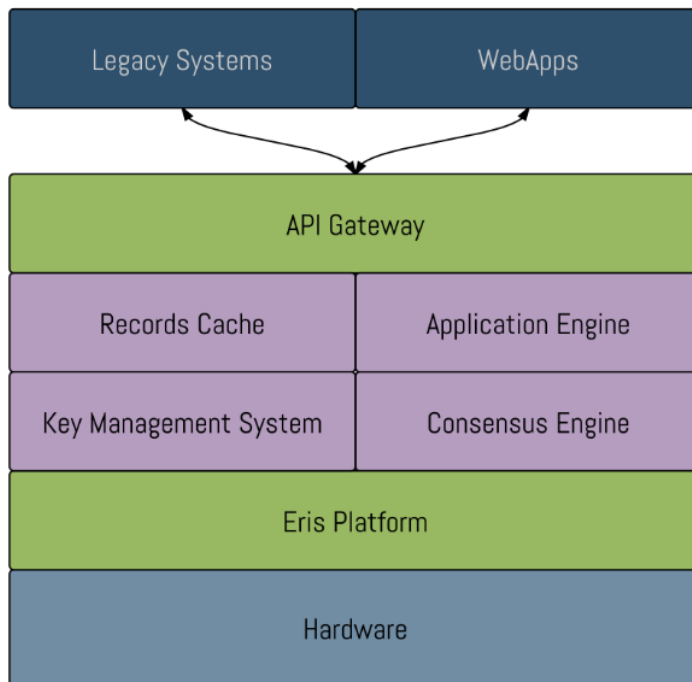 Legacy Systems
WebApps
API Gateway
Records Cache
Application Engine
Key Management System
Consensus Engine
Eris Platform
Hardware